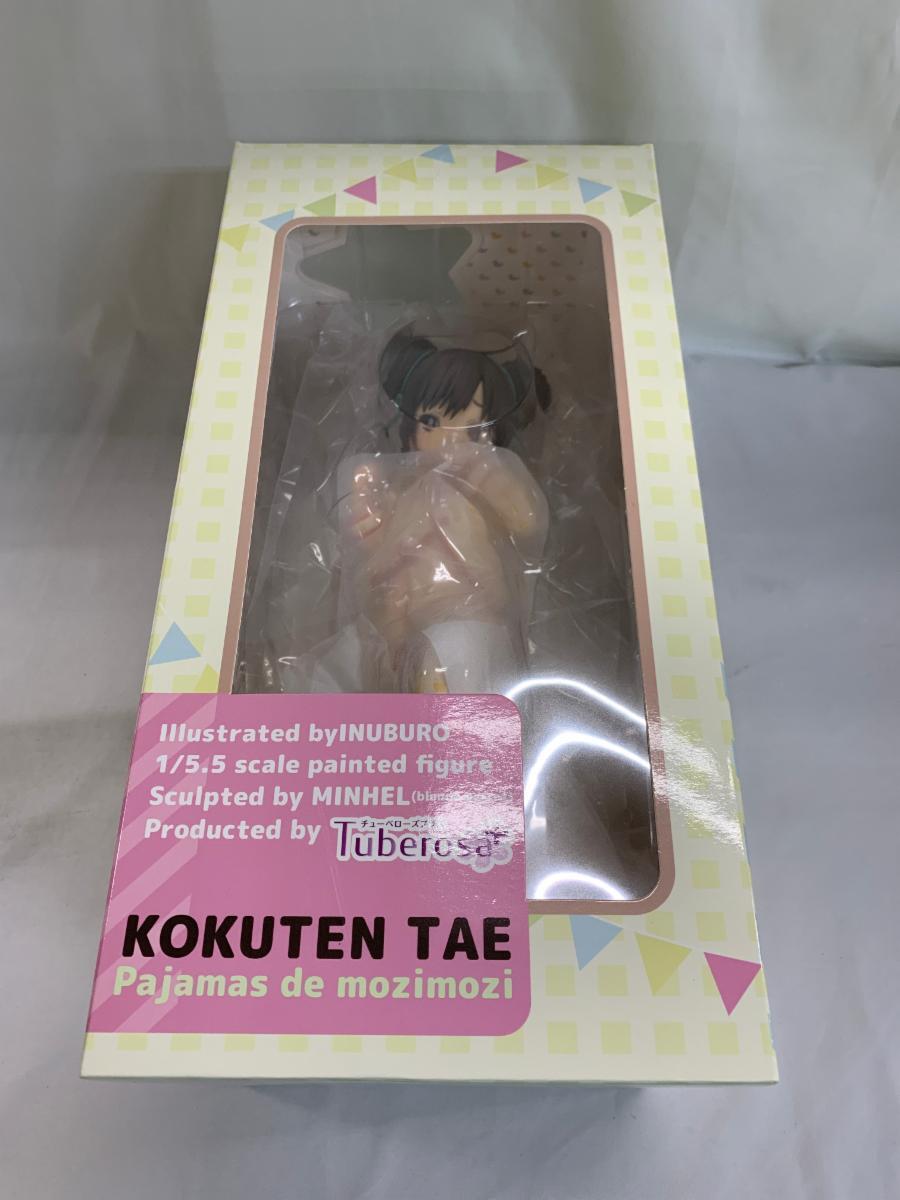 Illustrated byINUBURO
1/5.5 scale painted figure
Sculpted by MINHEL
チューベローズ
Producted by Tuberosa+
KOKUTEN TAE
Pajamas de mozimozi